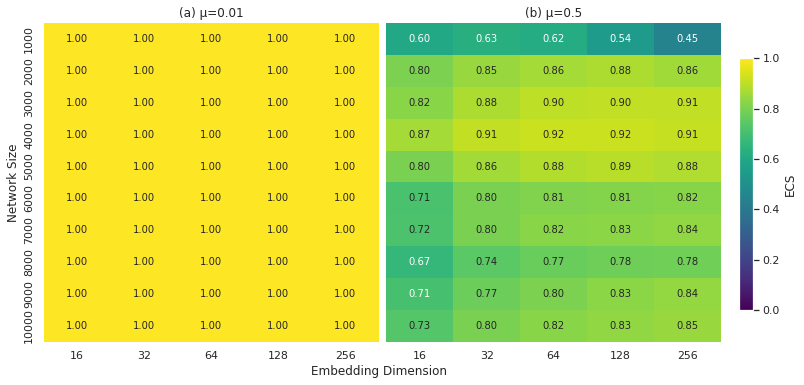 (a) μ=0.01 (b) μ=0.5
1000 1.00 1.00 1.00 1.00 1.00 0.60 0.63 0.62 0.54 0.45
2000 1.00 1.00 1.00 1.00 1.00 0.80 0.85 0.86 0.88 0.86
3000 1.00 1.00 1.00 1.00 1.00 0.82 0.88 0.90 0.90 0.91
4000 1.00 1.00 1.00 1.00 1.00 0.87 0.91 0.92 0.92 0.91
5000 1.00 1.00 1.00 1.00 1.00 0.80 0.86 0.88 0.89 0.88
6000 1.00 1.00 1.00 1.00 1.00 0.71 0.80 0.81 0.81 0.82
7000 1.00 1.00 1.00 1.00 1.00 0.72 0.80 0.82 0.83 0.84
8000 1.00 1.00 1.00 1.00 1.00 0.67 0.74 0.77 0.78 0.78
9000 1.00 1.00 1.00 1.00 1.00 0.71 0.77 0.80 0.83 0.84
10000 1.00 1.00 1.00 1.00 1.00 0.73 0.80 0.82 0.83 0.85
16 32 64 128 256 16 32 64 128 256
Network Size
Embedding Dimension
1.0
0.8
0.6
0.4
0.2
0.0
ECS